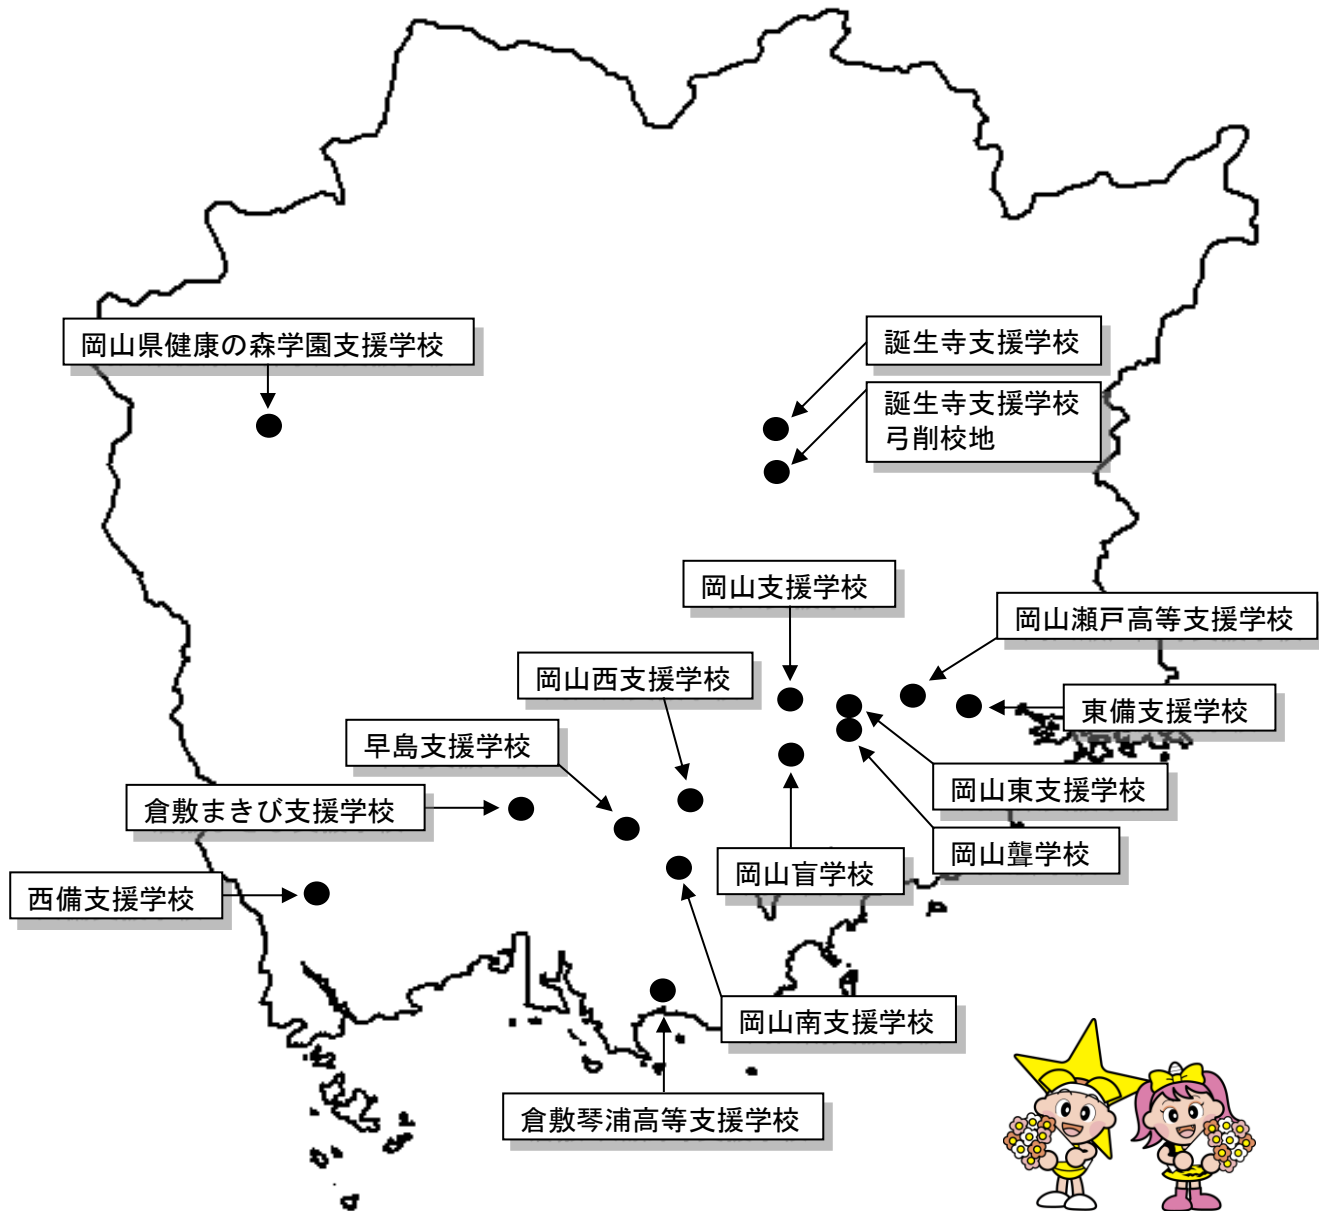 岡山県健康の森学園支援学校
誕生寺支援学校
誕生寺支援学校
弓削校地
岡山支援学校
岡山瀬戸高等支援学校
岡山西支援学校
東備支援学校
早島支援学校
岡山東支援学校
倉敷まきび支援学校
岡山聾学校
岡山盲学校
西備支援学校
岡山南支援学校
倉敷琴浦高等支援学校